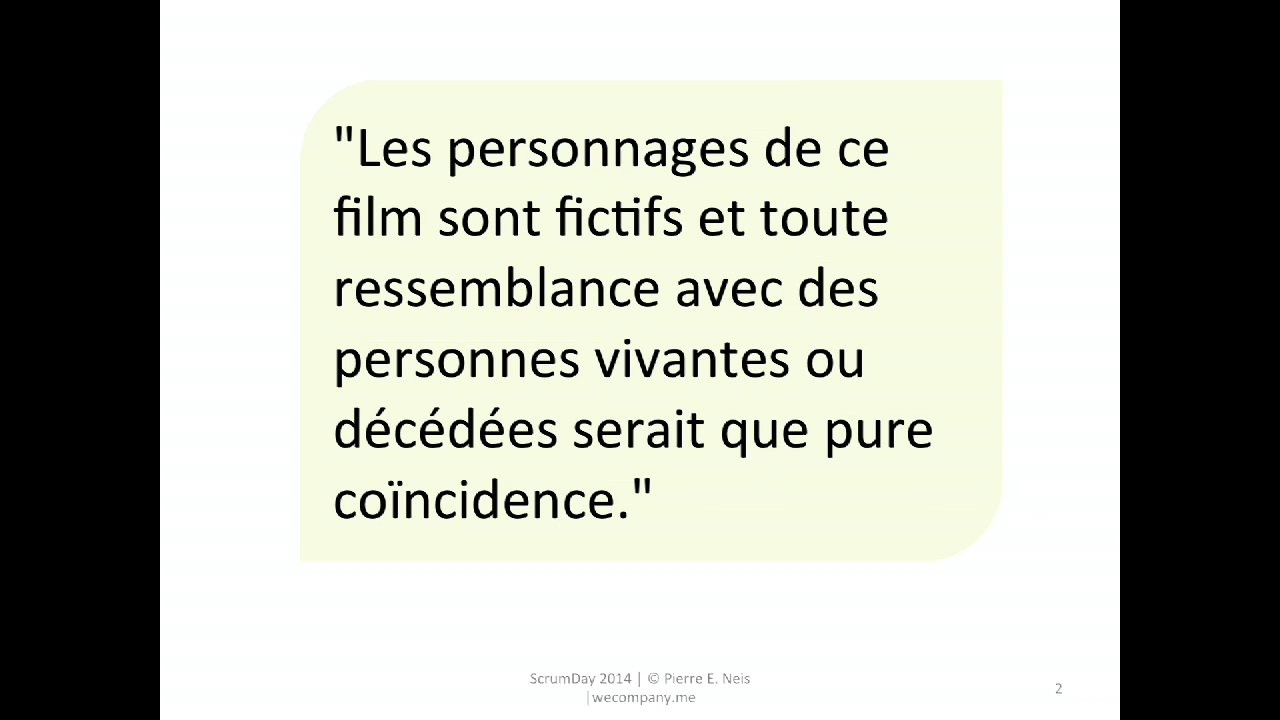 "Les personnages de ce
film sont fictifs et toute
ressemblance avec des
personnes vivantes ou
décédées serait que pure
coïncidence."
ScrumDay 2014 | © Pierre E. Neis
|wecompany.me
2